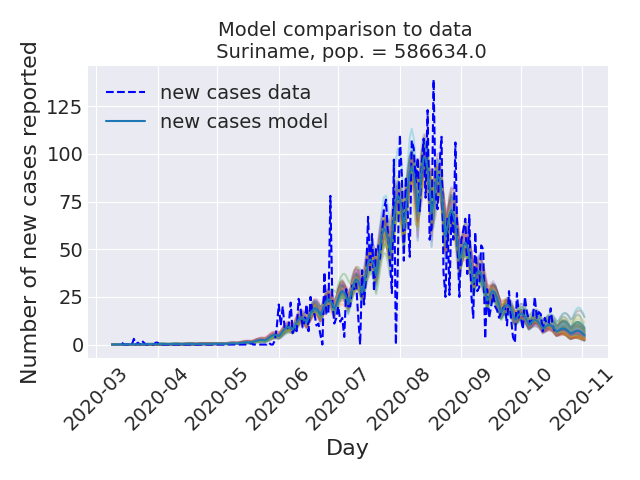 Model comparison to data
Suriname, pop. = 586634.0
Number of new cases reported
125
100
75
50
25
0
new cases data
new cases model
2020-03
2020-04
2020-05
2020-06
2020-07
2020-08
2020-09
2020-10
2020-11
Day